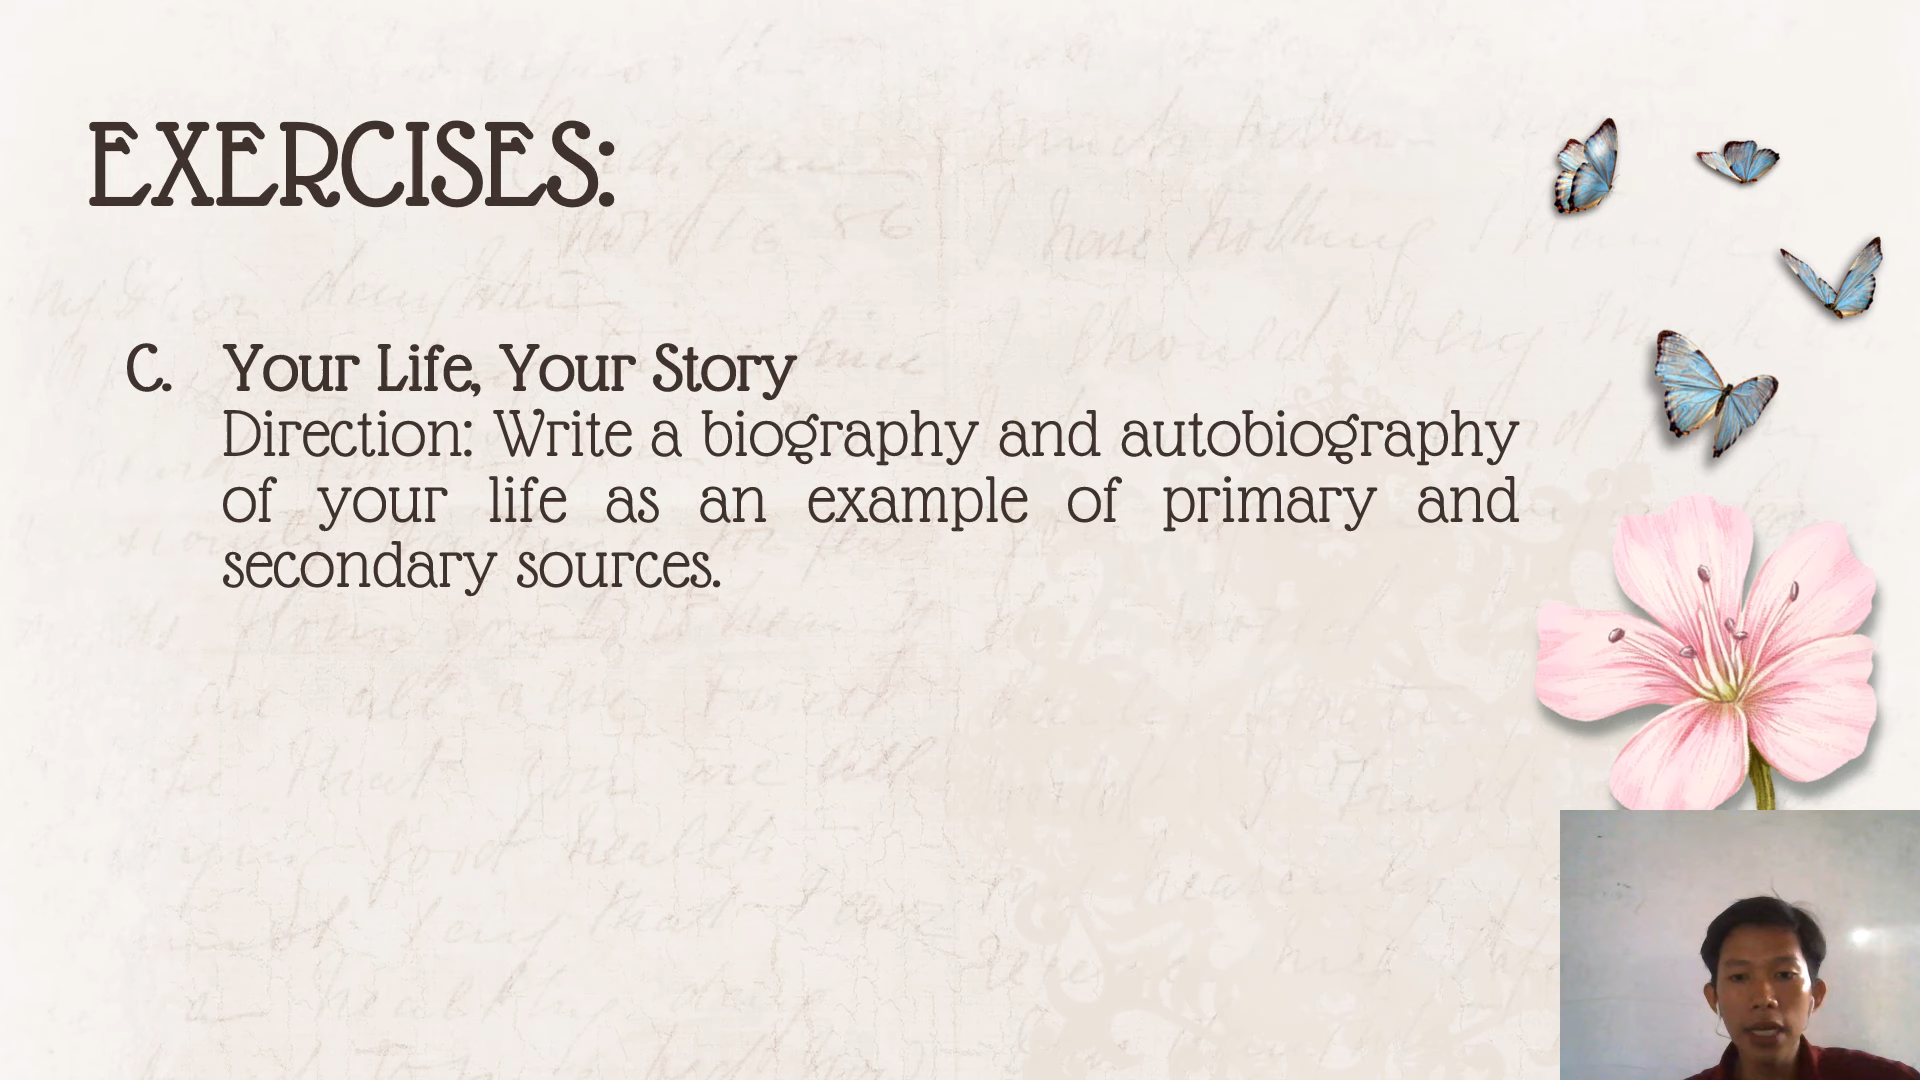 EXERCISES:
C. Your Life, Your Story
Direction: Write a biography and autobiography
of your life as an example of primary and
secondary sources.